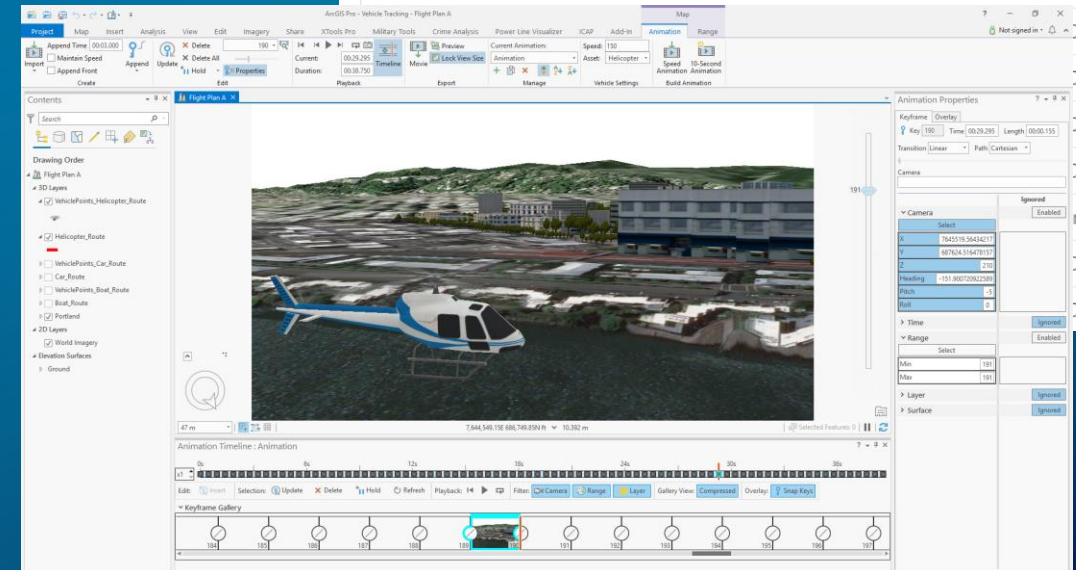 ArcGIS Pro - Vehicle Tracking - Flight Plan A
Map
?
Project Map Insert Analysis View Edit Imagery Share XTools Pro Military Tools Crime Analysis Power Line Visualizer ICAP Add-In Animation Range
Not signed in
Import
Append Time 00:03.000
Maintain Speed
Append Front
Append
Create
Update
Delete 190
Delete All
Hold Properties
Edit
Current: 00:29.295
Duration: 00:38.750
Timeline
Playback
Movie
Preview
Lock View Size
Export
Current Animation:
Animation
Manage
Speed: 150
Asset: Helicopter
Vehicle Settings
Speed Animation
10-Second Animation
Build Animation
Contents
Search
Drawing Order
Flight Plan A
3D Layers
VehiclePoints_Helicopter_Route
Helicopter_Route
VehiclePoints_Car_Route
Car_Route
VehiclePoints_Boat_Route
Boat_Route
Portland
2D Layers
World Imagery
Elevation Surfaces
Ground
Flight Plan A
191
47 m
7,644,549.15E 686,749.85N ft
10.392 m
Selected Features: 0
Animation Timeline : Animation
x1
0s 6s 12s 18s 24s 30s 36s
Edit: Insert Selection: Update Delete Hold Refresh Playback: Filter: Camera Range Layer Gallery View: Compressed Overlay: Snap Keys
Keyframe Gallery
184 185 186 187 188 189 190 191 192 193 194 195 196 197
Animation Properties
Keyframe Overlay
Key 190 Time 00:29.295 Length 00:00.155
Transition Linear Path Cartesian
Camera
Ignored
Camera Enabled
Select
X 7645519.56434217
Y 687624.516478157
Z 210
Heading -151.900720922589
Pitch -5
Roll 0
Time Ignored
Range Enabled
Select
Min 191
Max 191
Layer Ignored
Surface Ignored